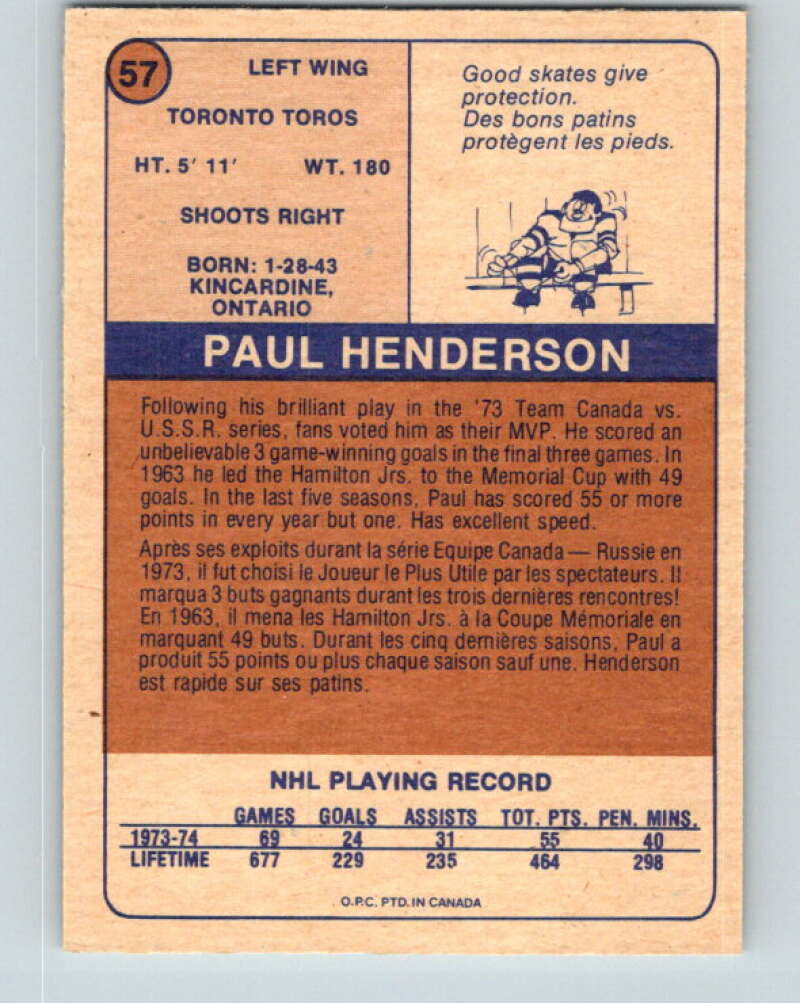 57
LEFT WING
TORONTO TOROS
HT. 5' 11' WT. 180
SHOOTS RIGHT
BORN: 1-28-43
KINCARDINE,
ONTARIO
Good skates give
protection.
Des bons patins
protègent les pieds.
PAUL HENDERSON
Following his brilliant play in the '73 Team Canada vs.
U.S.S.R. series, fans voted him as their MVP. He scored an
unbelievable 3 game-winning goals in the final three games. In
1963 he led the Hamilton Jrs. to the Memorial Cup with 49
goals. In the last five seasons, Paul has scored 55 or more
points in every year but one. Has excellent speed.
Après ses exploits durant la série Equipe Canada — Russie en
1973, il fut choisi le Joueur le Plus Utile par les spectateurs. Il
marqua 3 buts gagnants durant les trois dernières rencontres!
En 1963, il mena les Hamilton Jrs. à la Coupe Mémoriale en
marquant 49 buts. Durant les cinq dernières saisons, Paul a
produit 55 points ou plus chaque saison sauf une. Henderson
est rapide sur ses patins.
NHL PLAYING RECORD
GAMES GOALS ASSISTS TOT. PTS. PEN. MINS.
1973-74 69 24 31 55 40
LIFETIME 677 229 235 464 298
O.P.C. PTD. IN CANADA